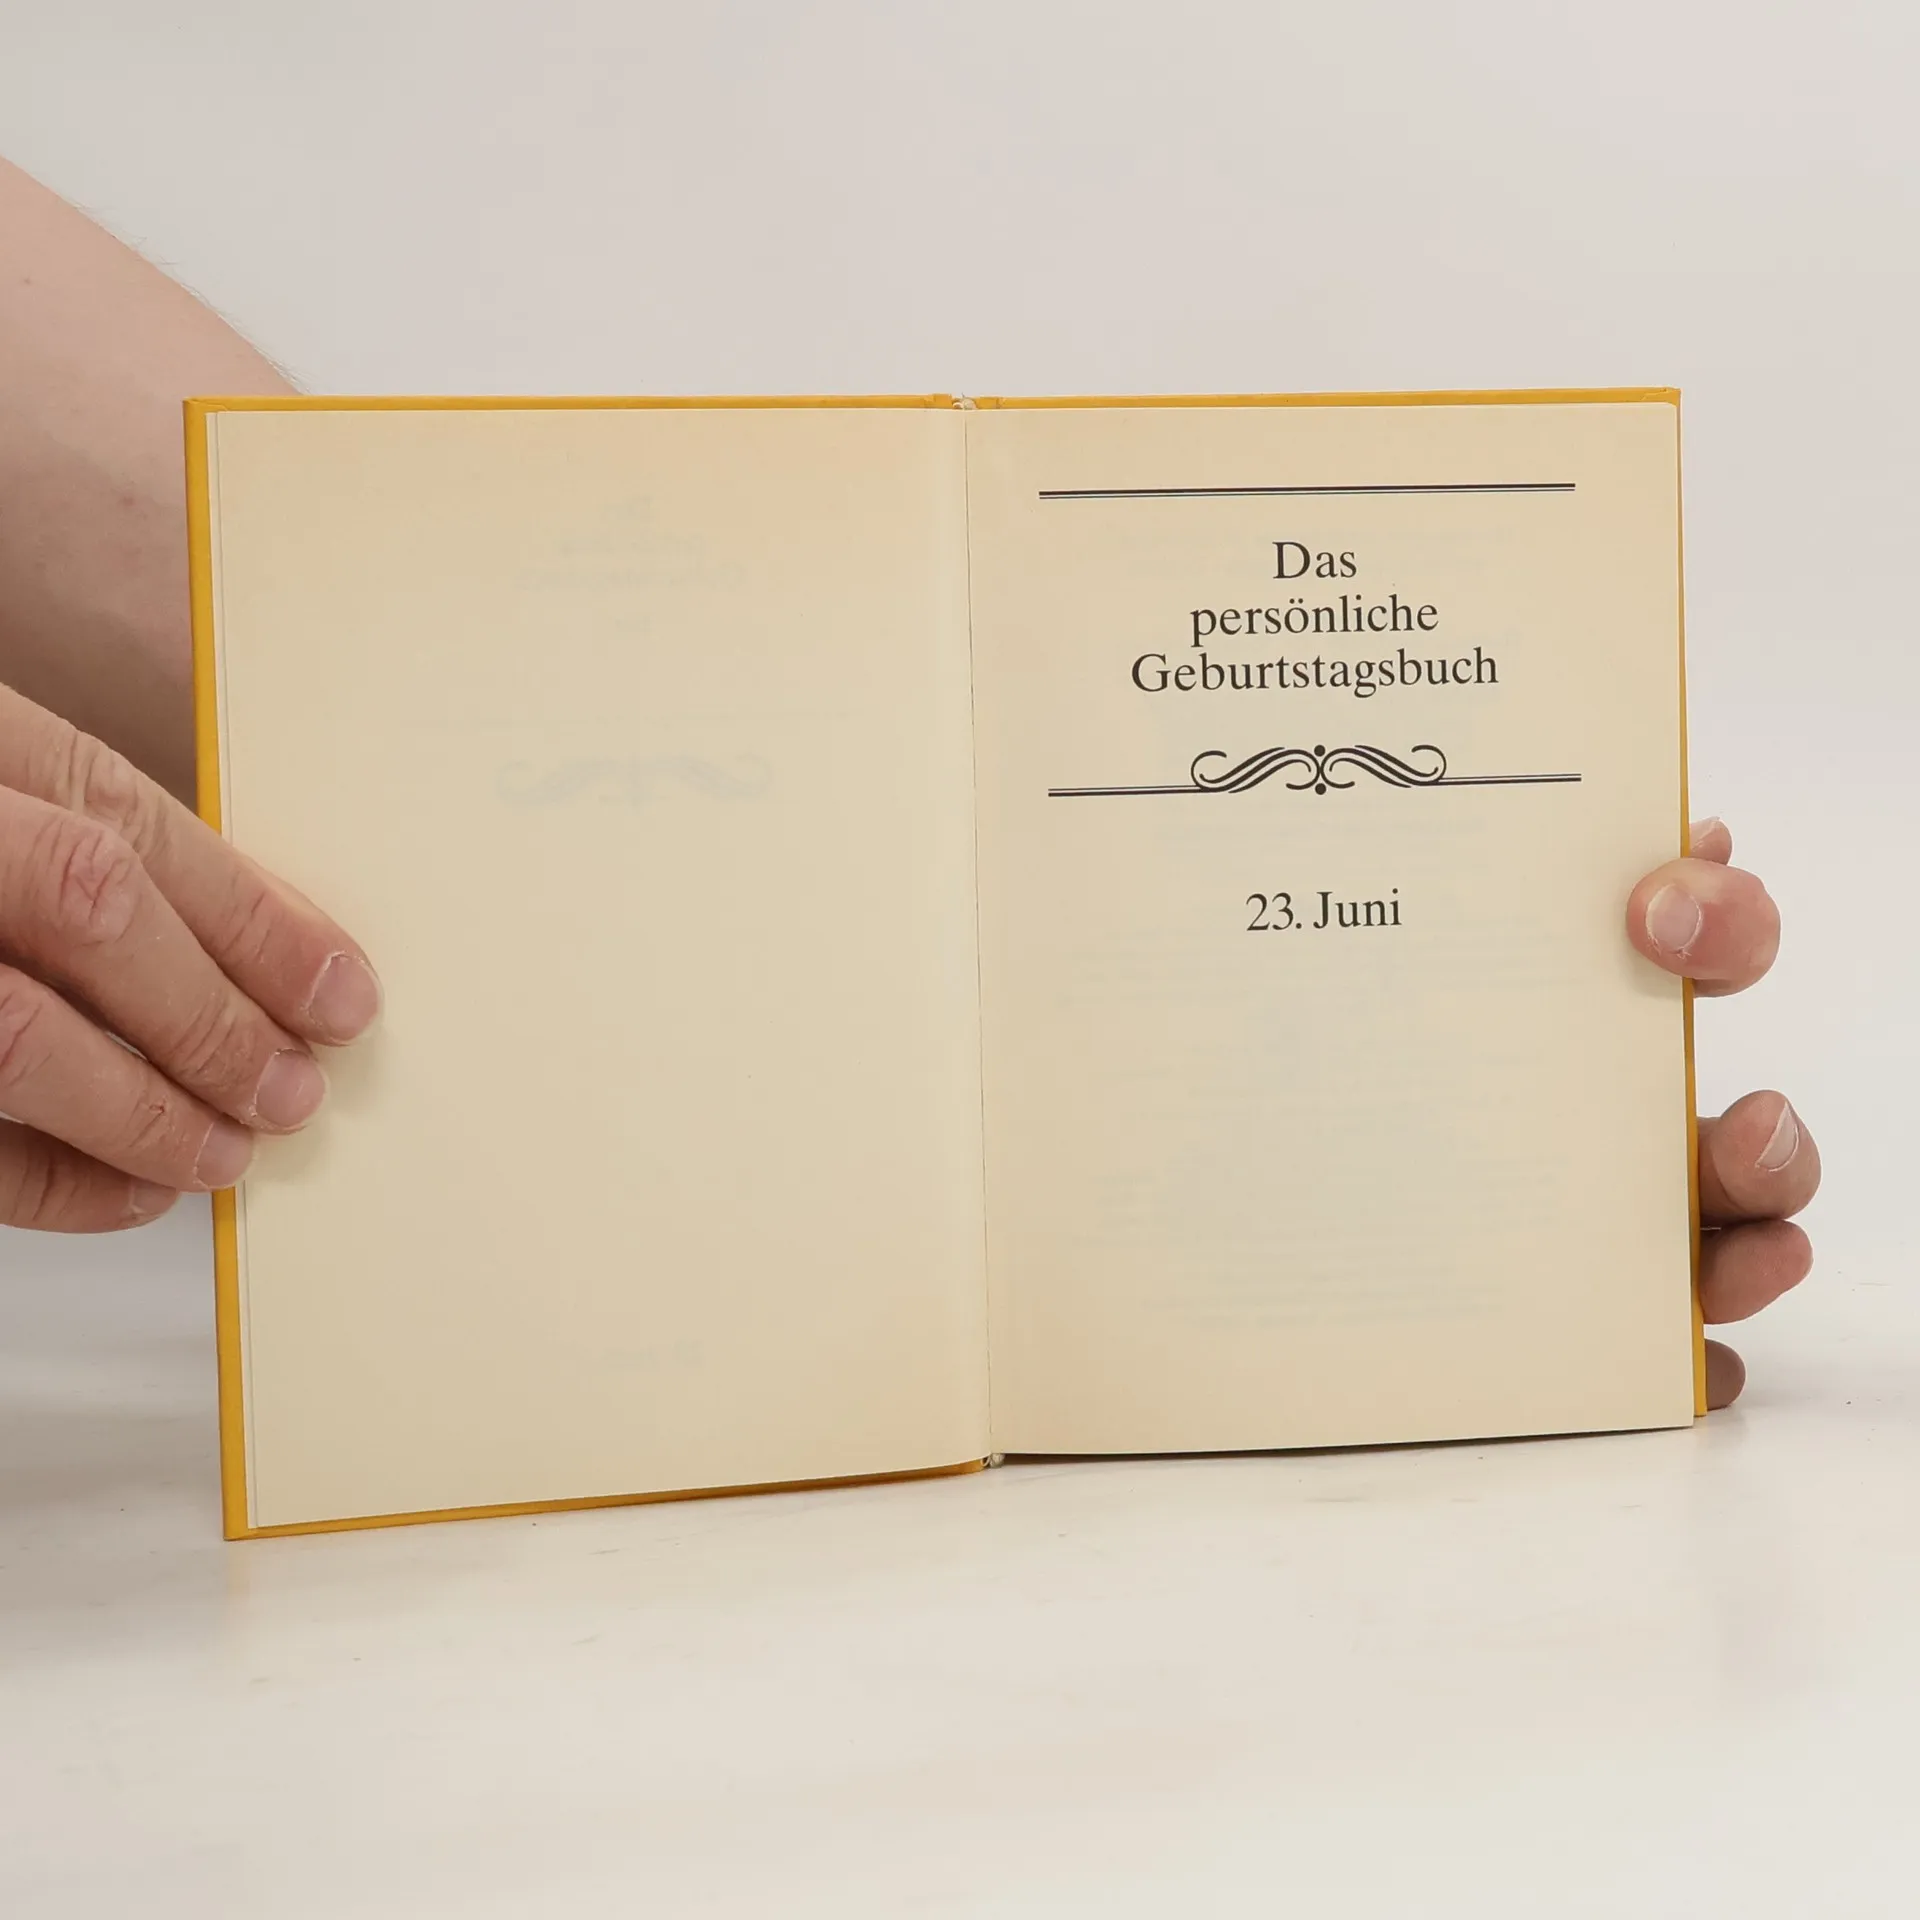 Das
persönliche
Geburtstagsbuch
23. Juni